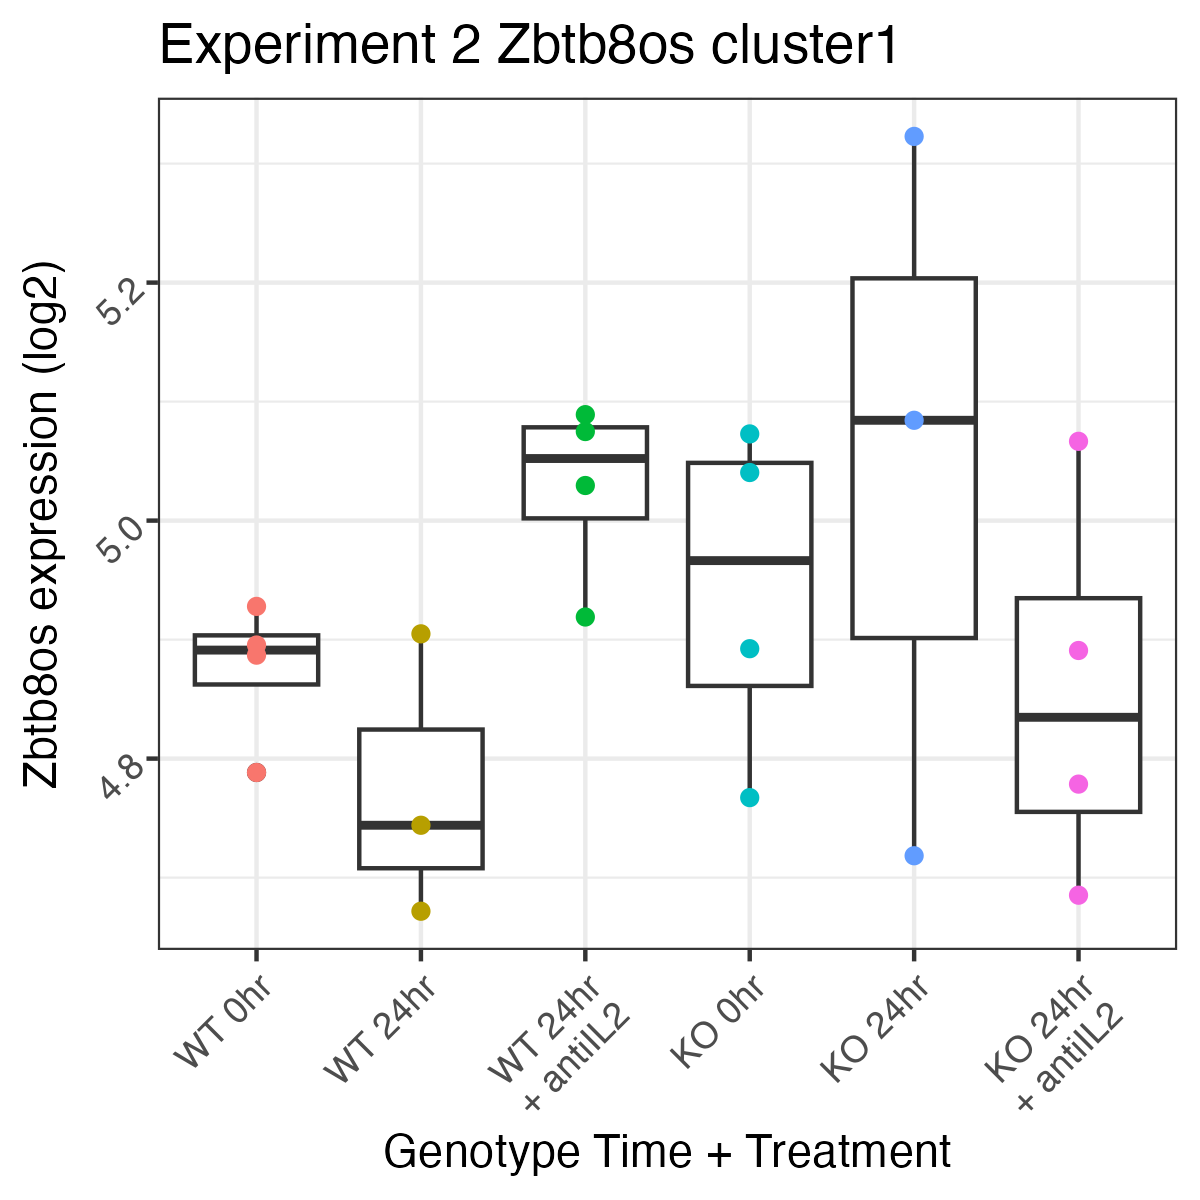 Experiment 2 Zbtb8os cluster1
Zbtb8os expression (log2)
5.2
5.0
4.8
WT 0hr
WT 24hr
WT 24hr
+ antiIL2
KO 0hr
KO 24hr
KO 24hr
+ antiIL2
Genotype Time + Treatment